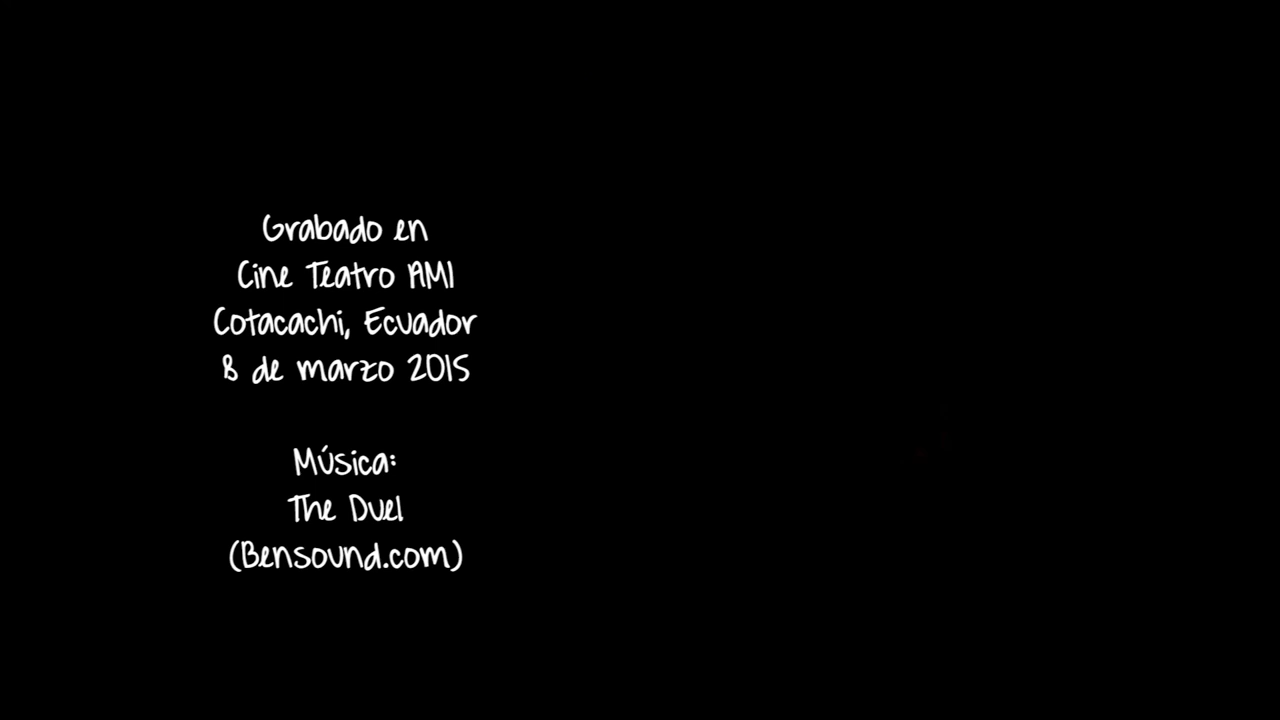 Grabado en
Cine Teatro AMI
Cotacachi, Ecuador
8 de marzo 2015
Música:
The Duel
(Bensound.com)